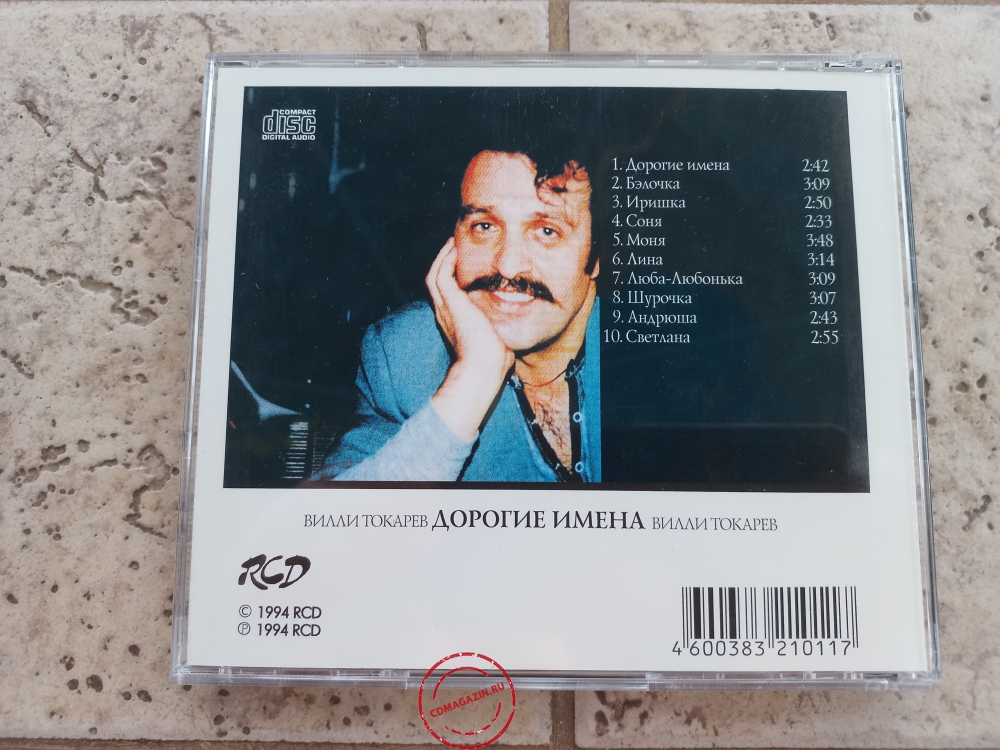 COMPACT
disc
DIGITAL AUDIO
1. Дорогие имена 2:42
2. Бэлочка 3:09
3. Иришка 2:50
4. Соня 2:33
5. Моня 3:48
6. Лина 3:14
7. Люба-Любонька 3:09
8. Шурочка 3:07
9. Андрюша 2:43
10. Светлана 2:55
ВИЛЛИ ТОКАРЕВ ДОРОГИЕ ИМЕНА ВИЛЛИ ТОКАРЕВ
RCD
© 1994 RCD
℗ 1994 RCD
4 600383 210117
CDMAGAZIN.RU